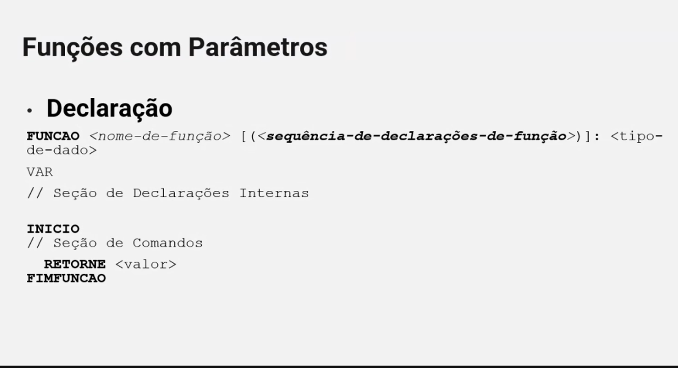 Funções com Parâmetros
• Declaração
FUNCAO <nome-de-função> [(<sequência-de-declarações-de-função>)]: <tipo-
de-dado>
VAR
// Seção de Declarações Internas
INICIO
// Seção de Comandos
RETORNE <valor>
FIMFUNCAO